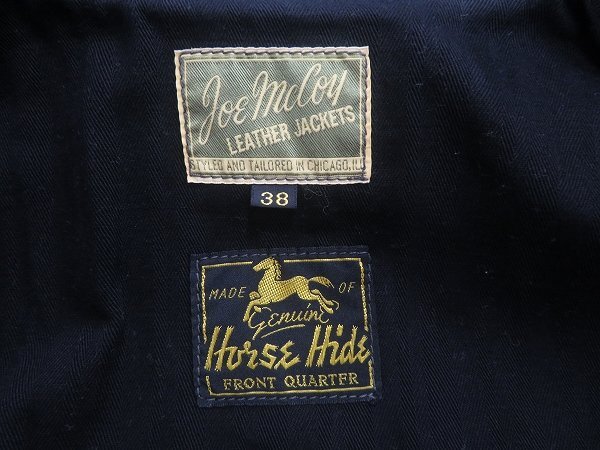 Joe McCoy
LEATHER JACKETS
STYLED AND TAILORED IN CHICAGO, ILL
38
MADE OF
Genuine
Horse Hide
FRONT QUARTER